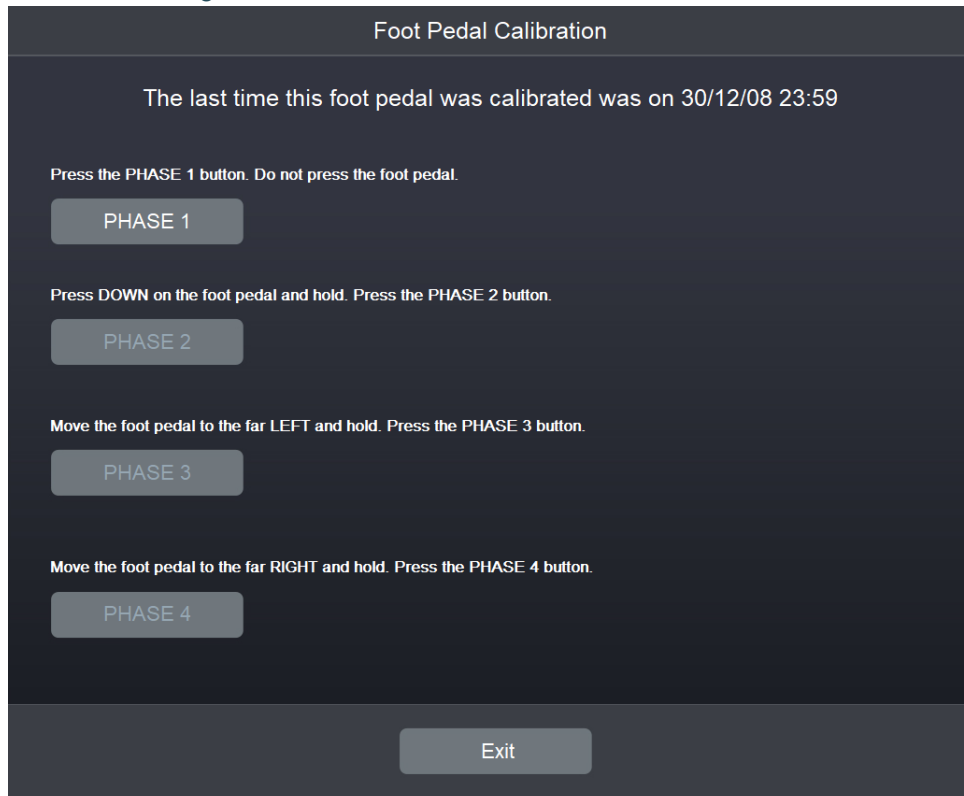 Foot Pedal Calibration
The last time this foot pedal was calibrated was on 30/12/08 23:59
Press the PHASE 1 button. Do not press the foot pedal.
PHASE 1
Press DOWN on the foot pedal and hold. Press the PHASE 2 button.
PHASE 2
Move the foot pedal to the far LEFT and hold. Press the PHASE 3 button.
PHASE 3
Move the foot pedal to the far RIGHT and hold. Press the PHASE 4 button.
PHASE 4
Exit